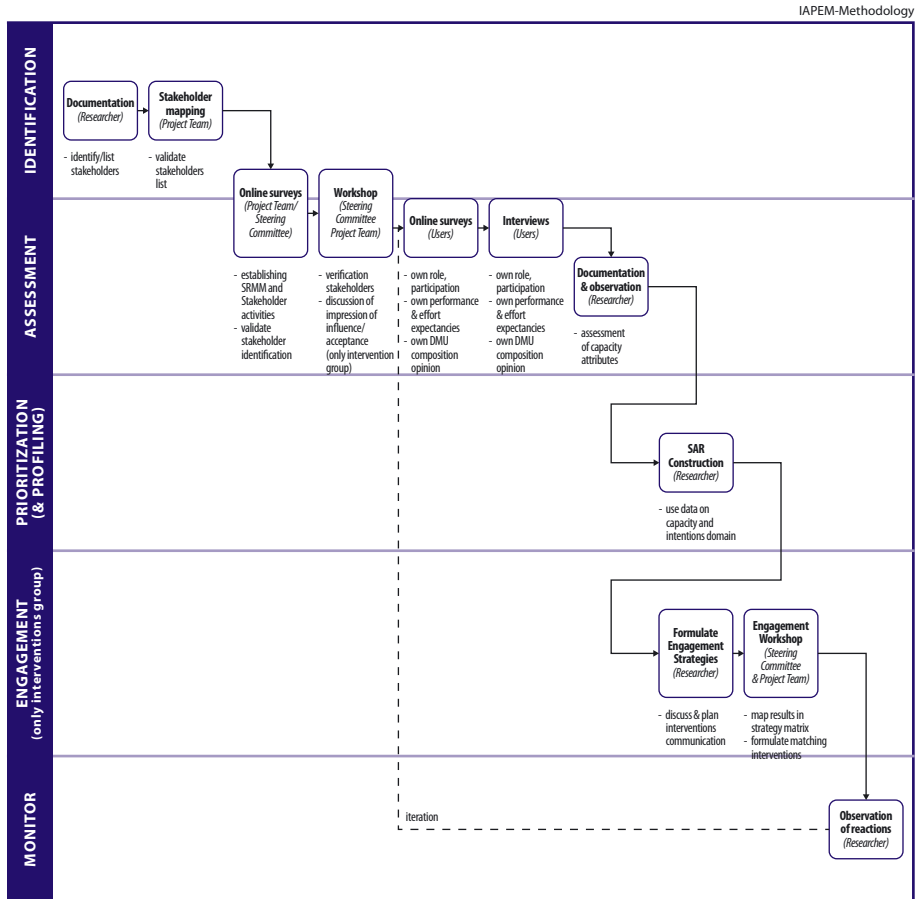 IAPEM-Methodology
IDENTIFICATION
Documentation
(Researcher)
- identify/list
stakeholders
Stakeholder
mapping
(Project Team)
- validate
stakeholders
list
Online surveys
(Project Team/
Steering
Committee)
- establishing
SRMM and
Stakeholder
activities
- validate
stakeholder
identification
Workshop
(Steering
Committee
Project Team)
- verification
stakeholders
- discussion of
impression of
influence/
acceptance
(only intervention
group)
ASSESSMENT
Online surveys
(Users)
- own role,
participation
- own performance
& effort
expectancies
- own DMU
composition
opinion
Interviews
(Users)
- own role,
participation
- own performance
& effort
expectancies
- own DMU
composition
opinion
Documentation
& observation
(Researcher)
- assessment
of capacity
attributes
PRIORITIZATION
(& PROFILING)
SAR
Construction
(Researcher)
- use data on
capacity and
intentions domain
ENGAGEMENT
(only interventions group)
Formulate
Engagement
Strategies
(Researcher)
- discuss & plan
interventions
communication
Engagement
Workshop
(Steering
Committee
& Project Team)
- map results in
strategy matrix
- formulate matching
interventions
MONITOR
iteration
Observation
of reactions
(Researcher)